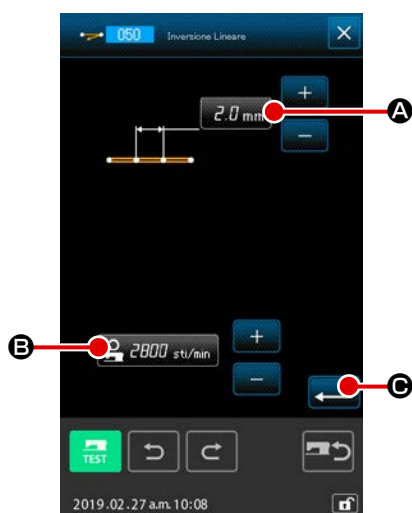 050 Inversione Lineare
A
2.0 mm
+
−
B
2800 sti/min
+
−
C
TEST
2019.02.27 a.m. 10:08